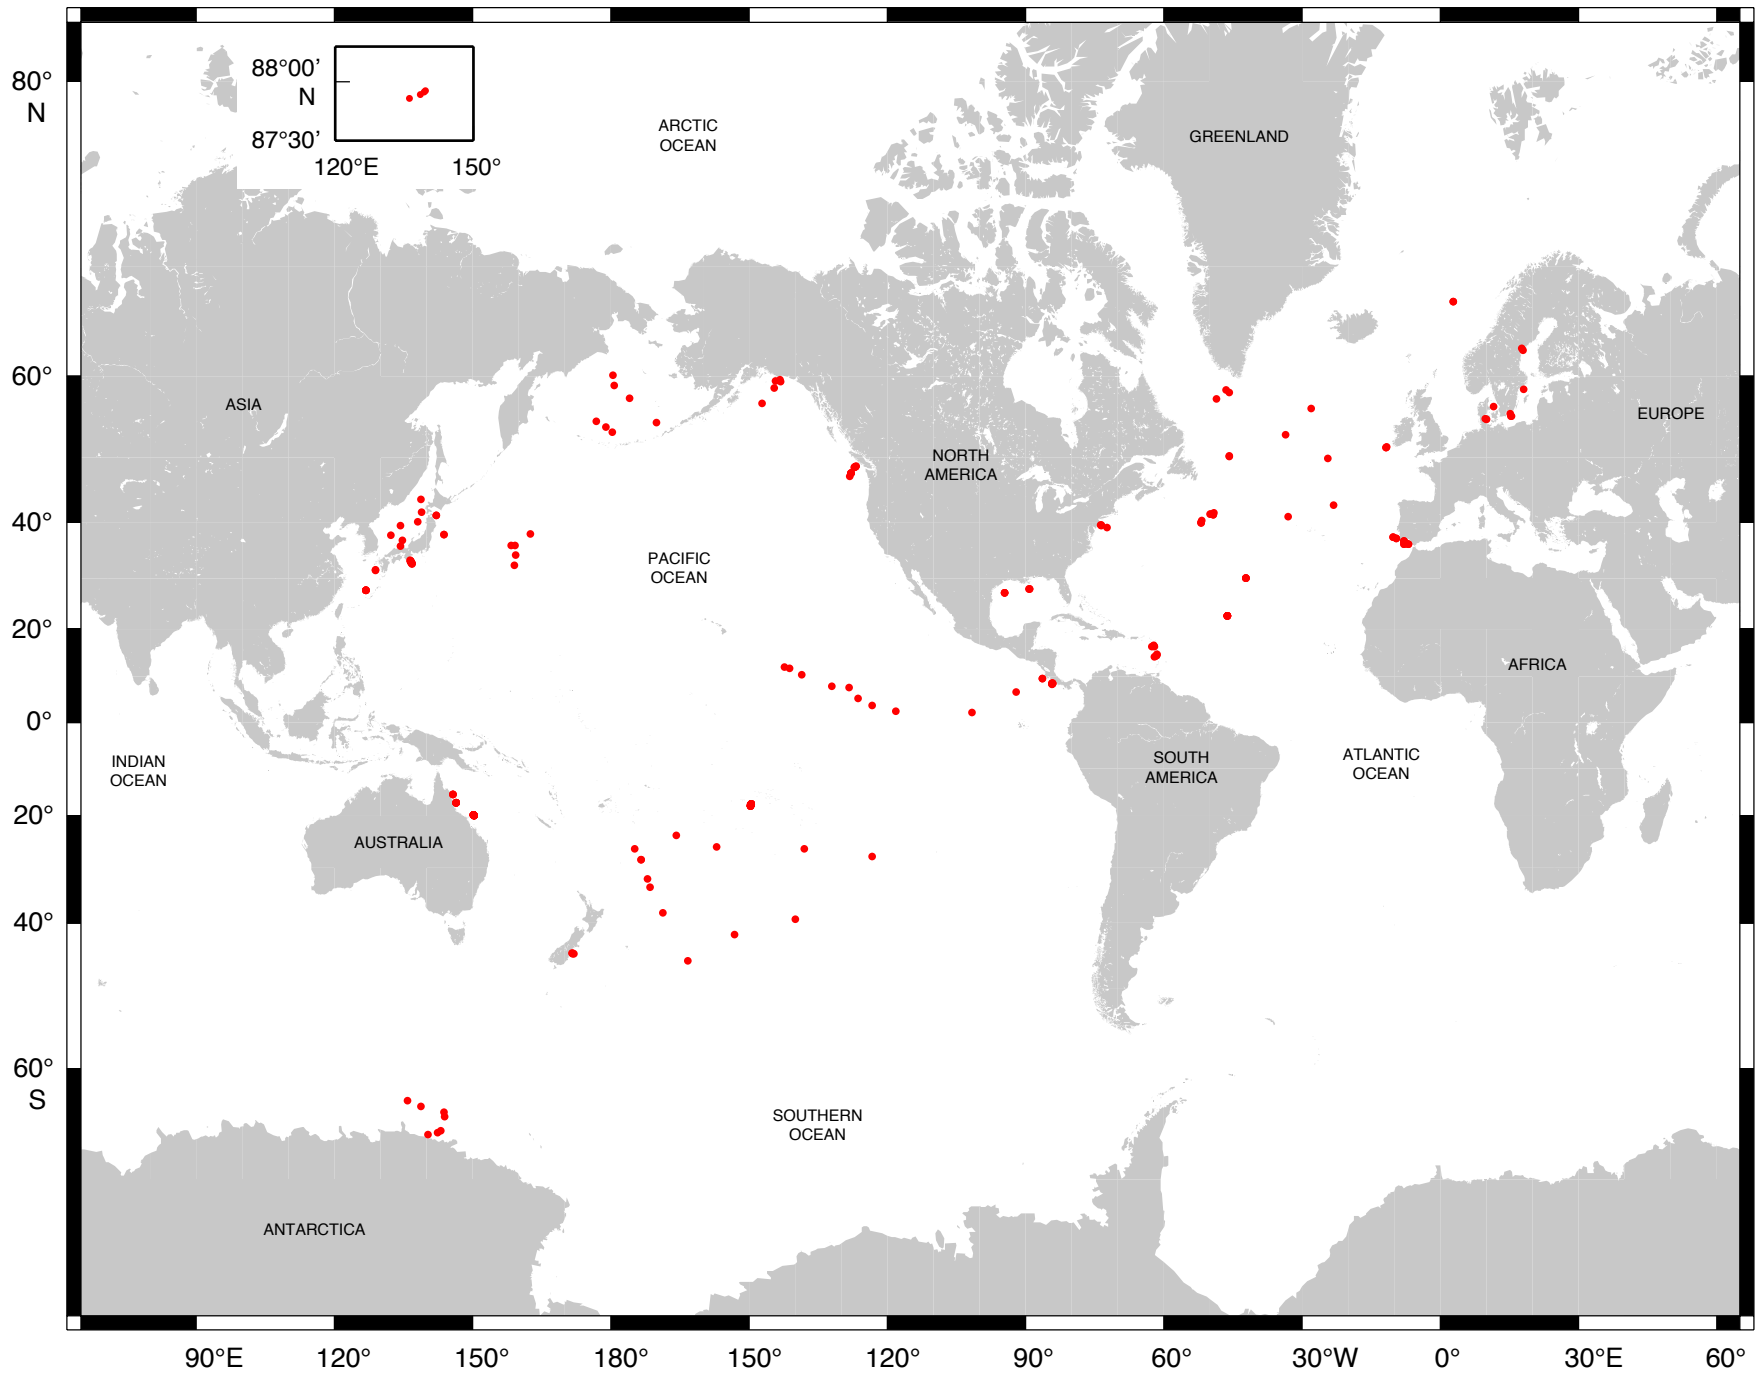 88°00'
N
87°30'
120°E 150°
80°
N
ARCTIC
OCEAN
GREENLAND
60°
ASIA
EUROPE
NORTH
AMERICA
40°
PACIFIC
OCEAN
20°
AFRICA
0°
INDIAN
OCEAN
SOUTH
AMERICA
ATLANTIC
OCEAN
20°
AUSTRALIA
40°
60°
S
SOUTHERN
OCEAN
ANTARCTICA
90°E 120° 150° 180° 150° 120° 90° 60° 30°W 0° 30°E 60°